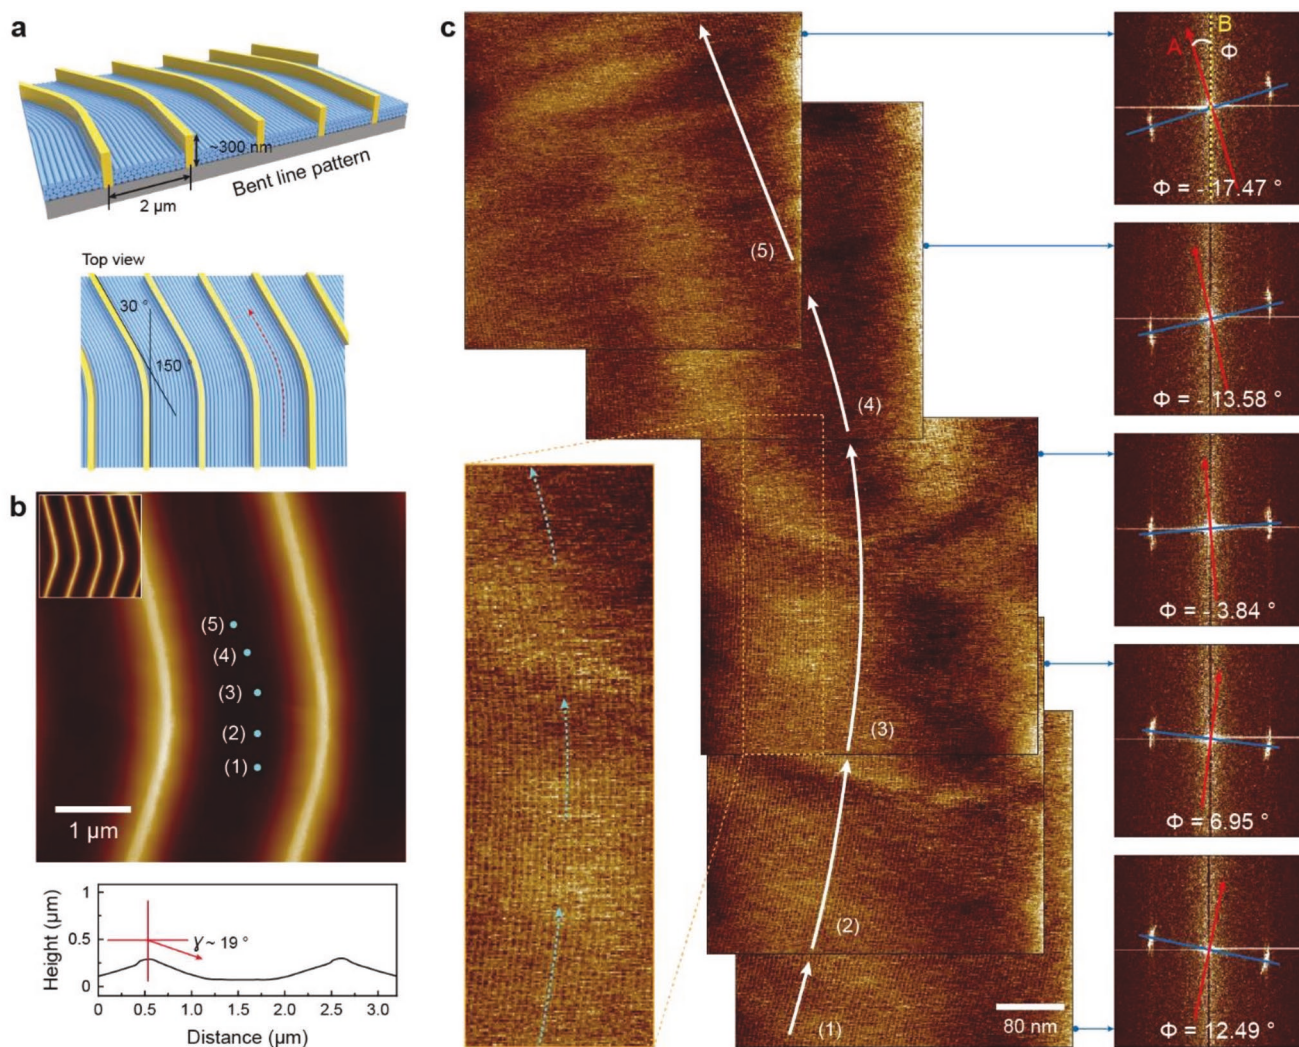 a
~300 nm
Bent line pattern
2 μm
Top view
30 °
150 °
b
(5)
(4)
(3)
(2)
(1)
1 μm
Height (μm)
1
0.5
0
γ ~ 19 °
0 0.5 1.0 1.5 2.0 2.5 3.0
Distance (μm)
c
(5)
(4)
(3)
(2)
(1)
80 nm
A B Φ
Φ = - 17.47 °
Φ = - 13.58 °
Φ = - 3.84 °
Φ = 6.95 °
Φ = 12.49 °